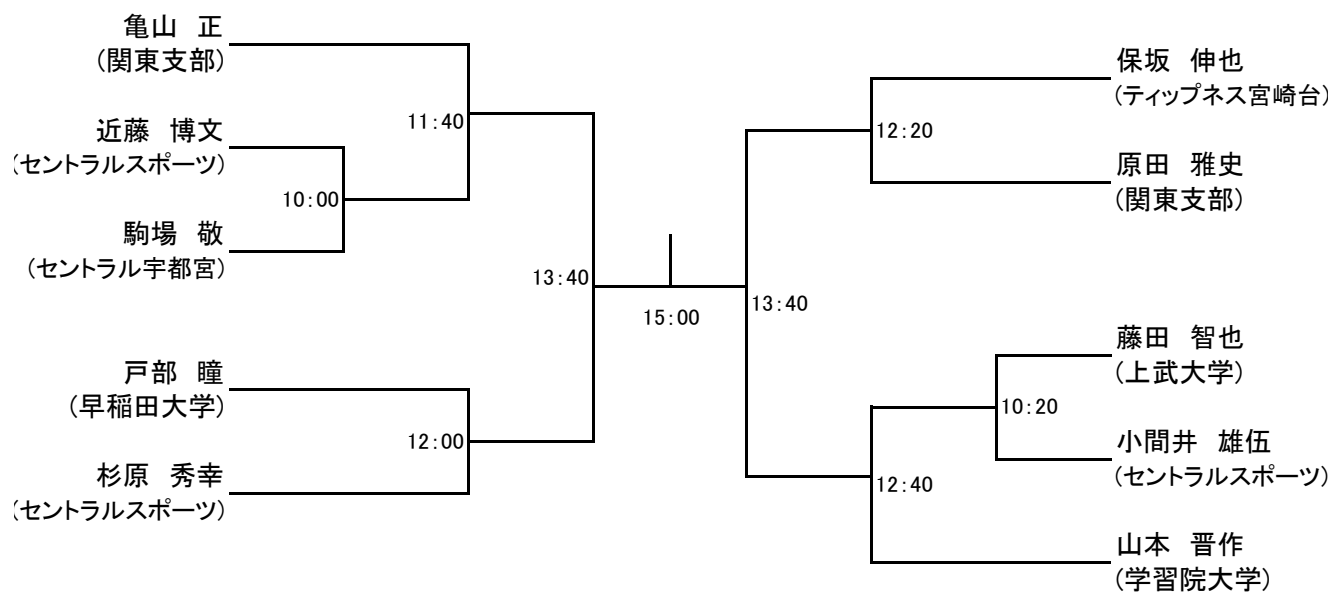 亀山　正
(関東支部)
近藤　博文
(セントラルスポーツ)
駒場　敬
(セントラル宇都宮)
戸部　瞳
(早稲田大学)
杉原　秀幸
(セントラルスポーツ)
11:40
10:00
12:00
13:40
15:00
13:40
12:20
10:20
12:40
保坂　伸也
(ティップネス宮崎台)
原田　雅史
(関東支部)
藤田　智也
(上武大学)
小間井　雄伍
(セントラルスポーツ)
山本　晋作
(学習院大学)